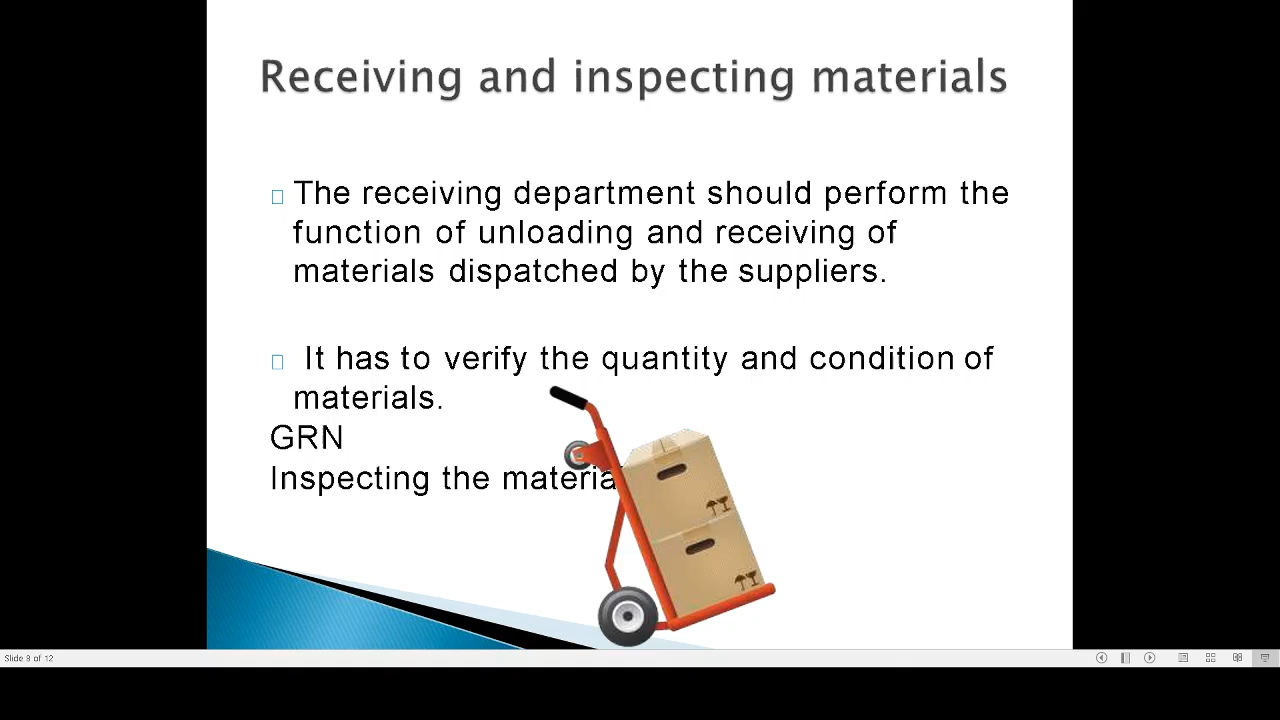 Receiving and inspecting materials
The receiving department should perform the
function of unloading and receiving of
materials dispatched by the suppliers.
It has to verify the quantity and condition of
materials.
GRN
Inspecting the
Slide 9 of 12